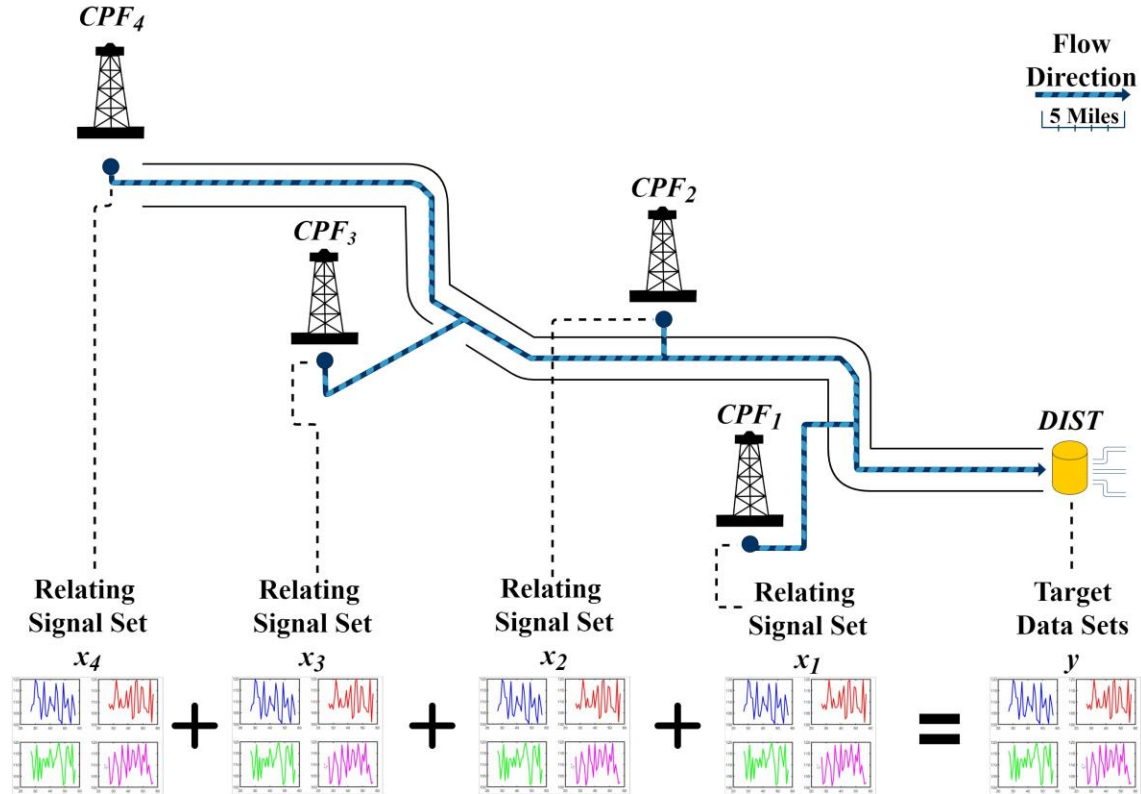 CPF4
Flow
Direction
5 Miles
CPF2
CPF3
CPF1
DIST
Relating
Signal Set
x4
Relating
Signal Set
x3
Relating
Signal Set
x2
Relating
Signal Set
x1
Target
Data Sets
y
+ + + =